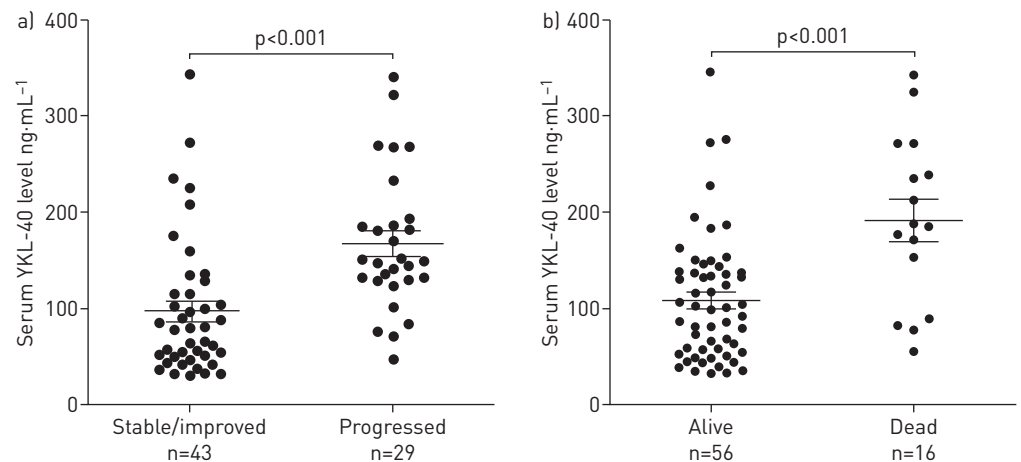 a)
400
300
200
100
0
Serum YKL-40 level ng·mL⁻¹
p<0.001
Stable/improved
n=43
Progressed
n=29
b)
400
300
200
100
0
Serum YKL-40 level ng·mL⁻¹
p<0.001
Alive
n=56
Dead
n=16